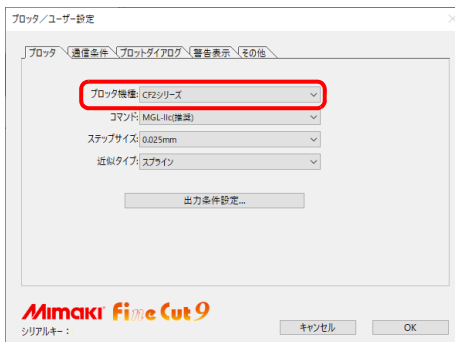 プロッタ／ユーザー設定
プロッタ 通信条件 プロットダイアログ 警告表示 その他
プロッタ機種: CF2シリーズ
コマンド: MGL-IIc(推奨)
ステップサイズ: 0.025mm
近似タイプ: スプライン
出力条件設定...
Mimaki Fine Cut 9
シリアルキー：
キャンセル OK